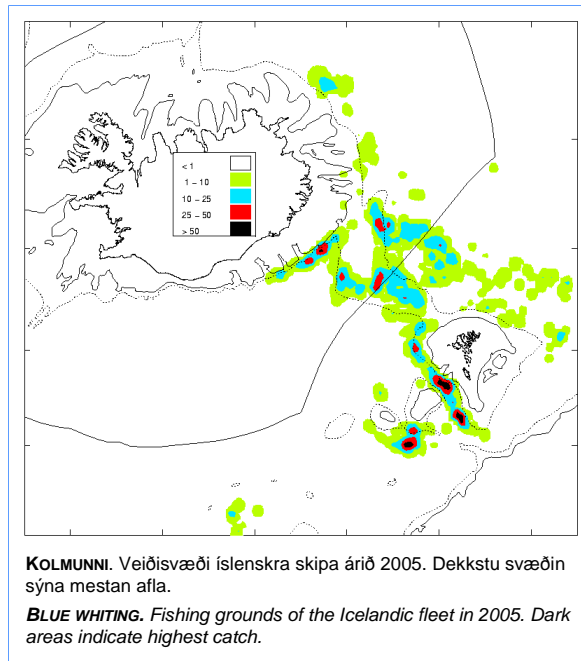 < 1
1 – 10
10 – 25
25 – 50
> 50
KOLMUNNI. Veiðisvæði íslenskra skipa árið 2005. Dekkstu svæðin
sýna mestan afla.
BLUE WHITING. Fishing grounds of the Icelandic fleet in 2005. Dark
areas indicate highest catch.